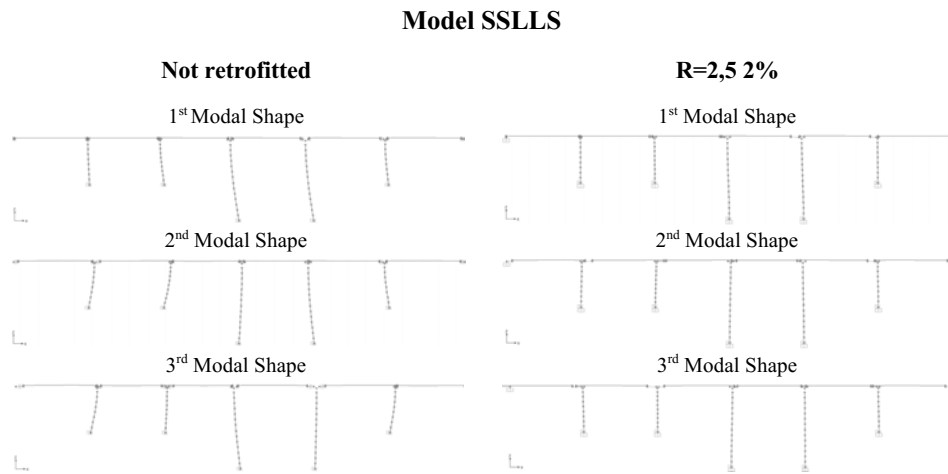 Model SSLLS
Not retrofitted
R=2,5 2%
1st Modal Shape
1st Modal Shape
2nd Modal Shape
2nd Modal Shape
3rd Modal Shape
3rd Modal Shape